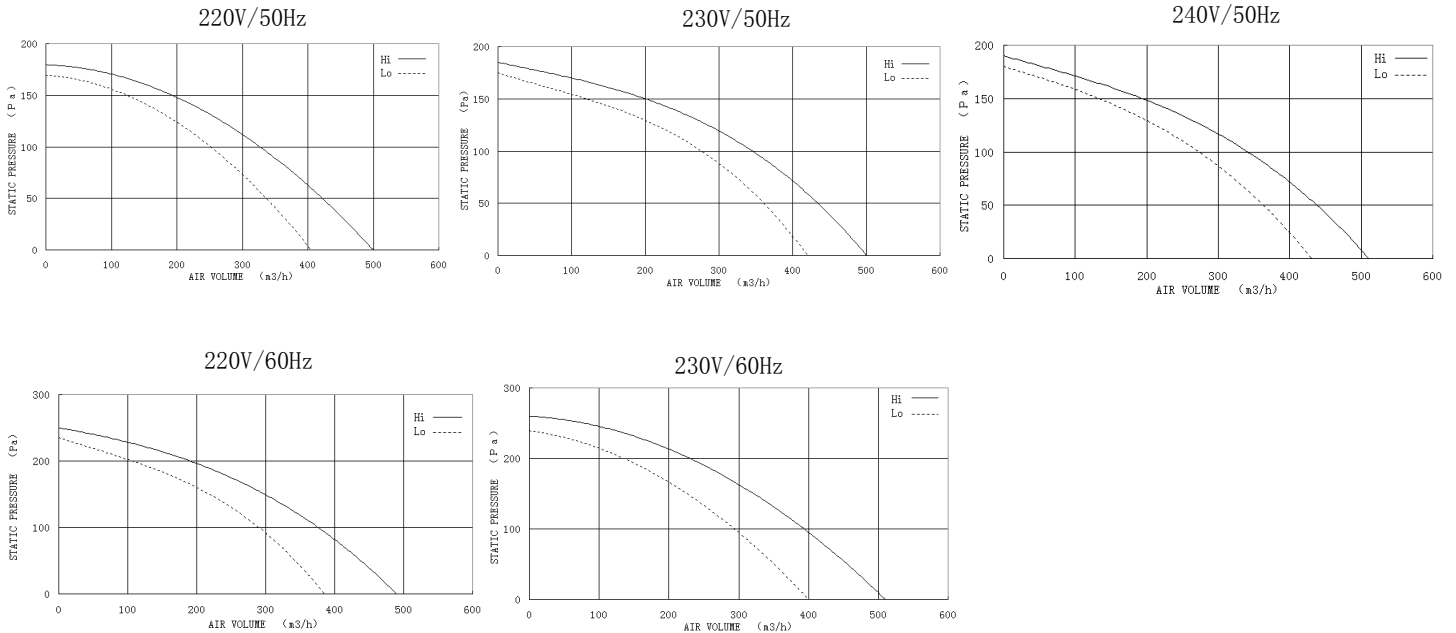 220V/50Hz
200
150
100
50
0
STATIC PRESSURE (Pa)
Hi
Lo
0 100 200 300 400 500 600
AIR VOLUME (m3/h)
230V/50Hz
200
150
100
50
0
STATIC PRESSURE (Pa)
Hi
Lo
0 100 200 300 400 500 600
AIR VOLUME (m3/h)
240V/50Hz
200
150
100
50
0
STATIC PRESSURE (Pa)
Hi
Lo
0 100 200 300 400 500 600
AIR VOLUME (m3/h)
220V/60Hz
300
200
100
0
STATIC PRESSURE (Pa)
Hi
Lo
0 100 200 300 400 500 600
AIR VOLUME (m3/h)
230V/60Hz
300
200
100
0
STATIC PRESSURE (Pa)
Hi
Lo
0 100 200 300 400 500 600
AIR VOLUME (m3/h)